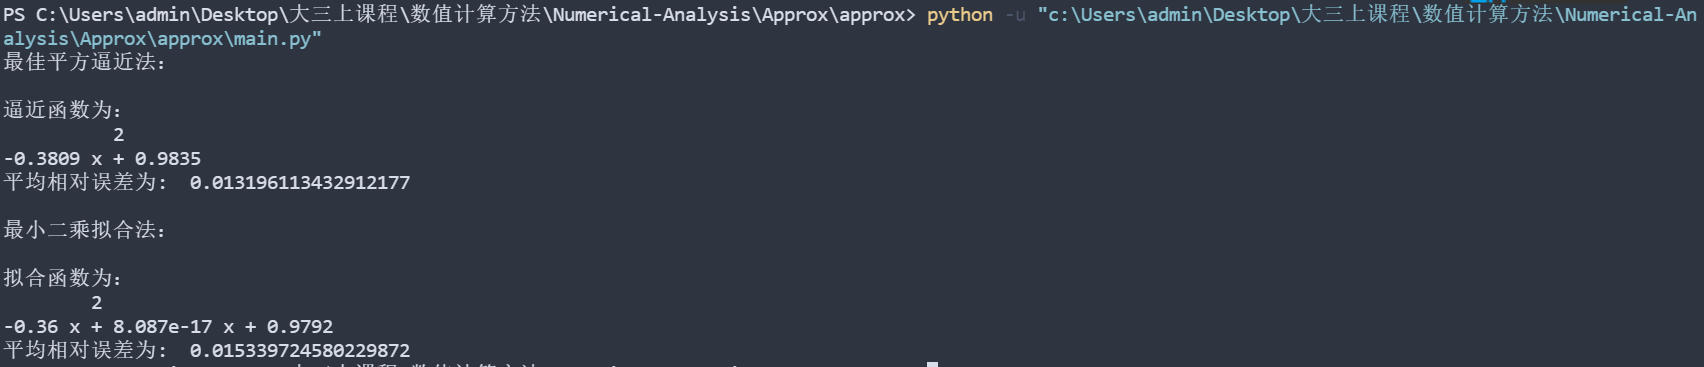 PS C:\Users\admin\Desktop\大三上课程\数值计算方法\Numerical-Analysis\Approx\approx> python -u "c:\Users\admin\Desktop\大三上课程\数值计算方法\Numerical-An
alysis\Approx\approx\main.py"
最佳平方逼近法:
逼近函数为:
2
-0.3809 x + 0.9835
平均相对误差为: 0.013196113432912177
最小二乘拟合法:
拟合函数为:
2
-0.36 x + 8.087e-17 x + 0.9792
平均相对误差为: 0.015339724580229872